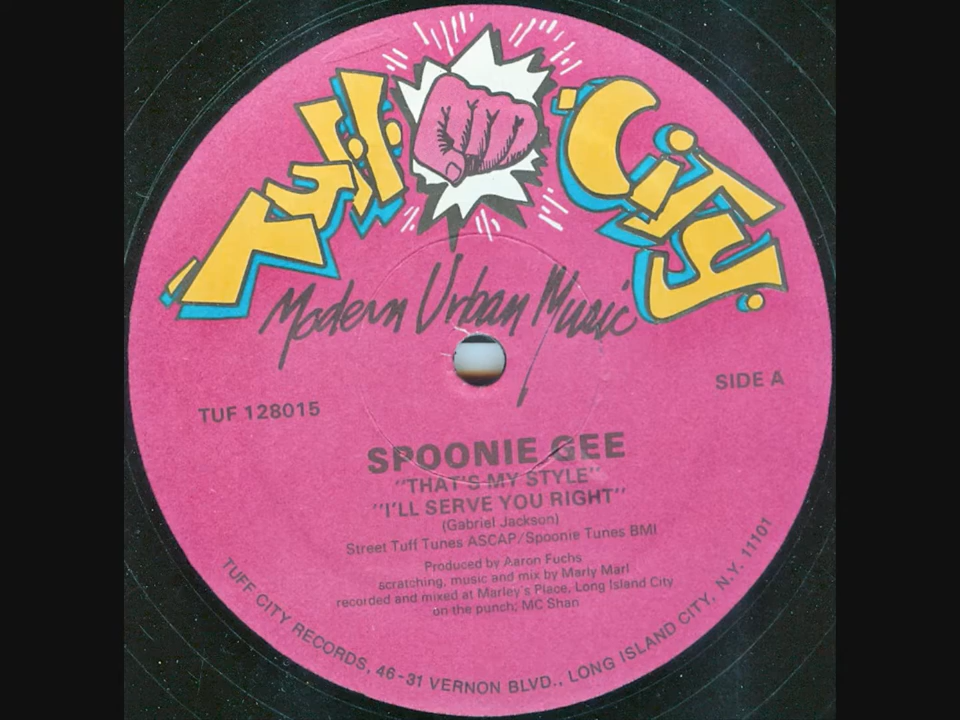 Tuff City
Modern Urban Music
SIDE A
TUF 128015
SPOONIE GEE
"THAT'S MY STYLE"
"I'LL SERVE YOU RIGHT"
(Gabriel Jackson)
Street Tuff Tunes ASCAP/Spoonie Tunes BMI
Produced by Aaron Fuchs
scratching, music and mix by Marly Marl
recorded and mixed at Marley's Place, Long Island City
on the punch; MC Shan
TUFF CITY RECORDS, 46-31 VERNON BLVD., LONG ISLAND CITY, N.Y. 11101